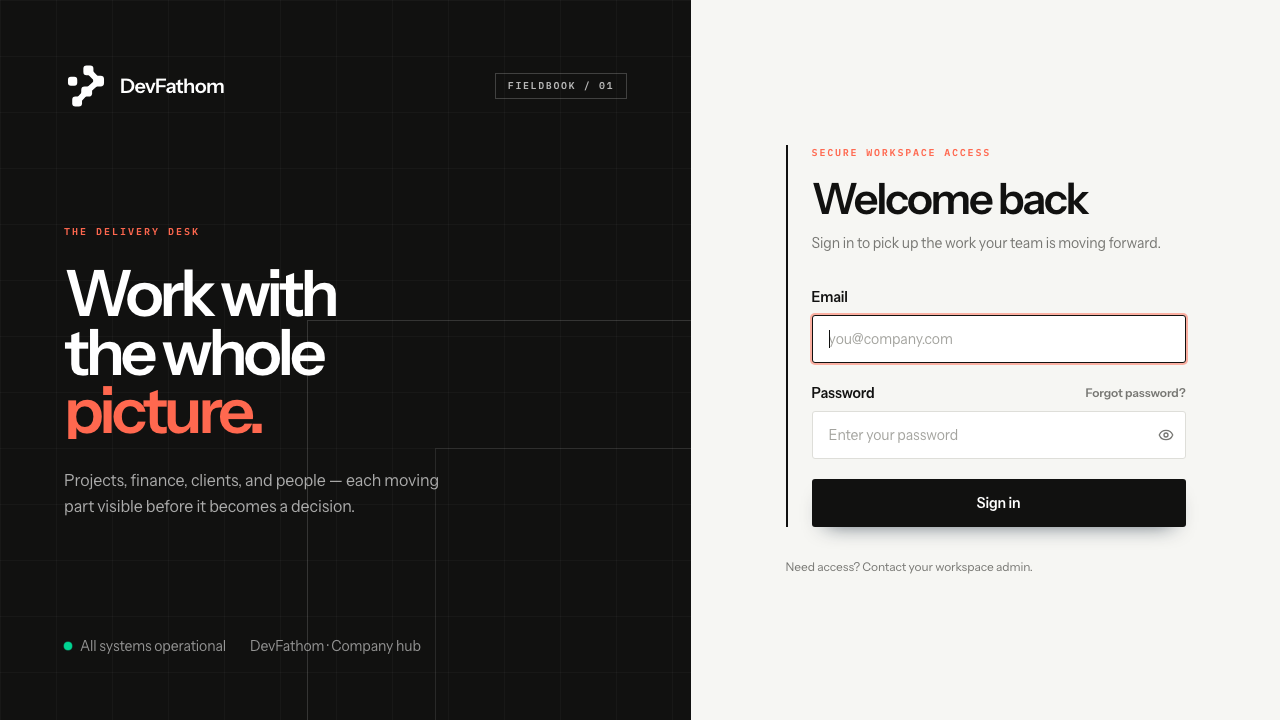 DevFathom
FIELDBOOK / 01
THE DELIVERY DESK
Work with
the whole
picture.
Projects, finance, clients, and people — each moving
part visible before it becomes a decision.
All systems operational
DevFathom · Company hub
SECURE WORKSPACE ACCESS
Welcome back
Sign in to pick up the work your team is moving forward.
Email
you@company.com
Password
Forgot password?
Enter your password
Sign in
Need access? Contact your workspace admin.